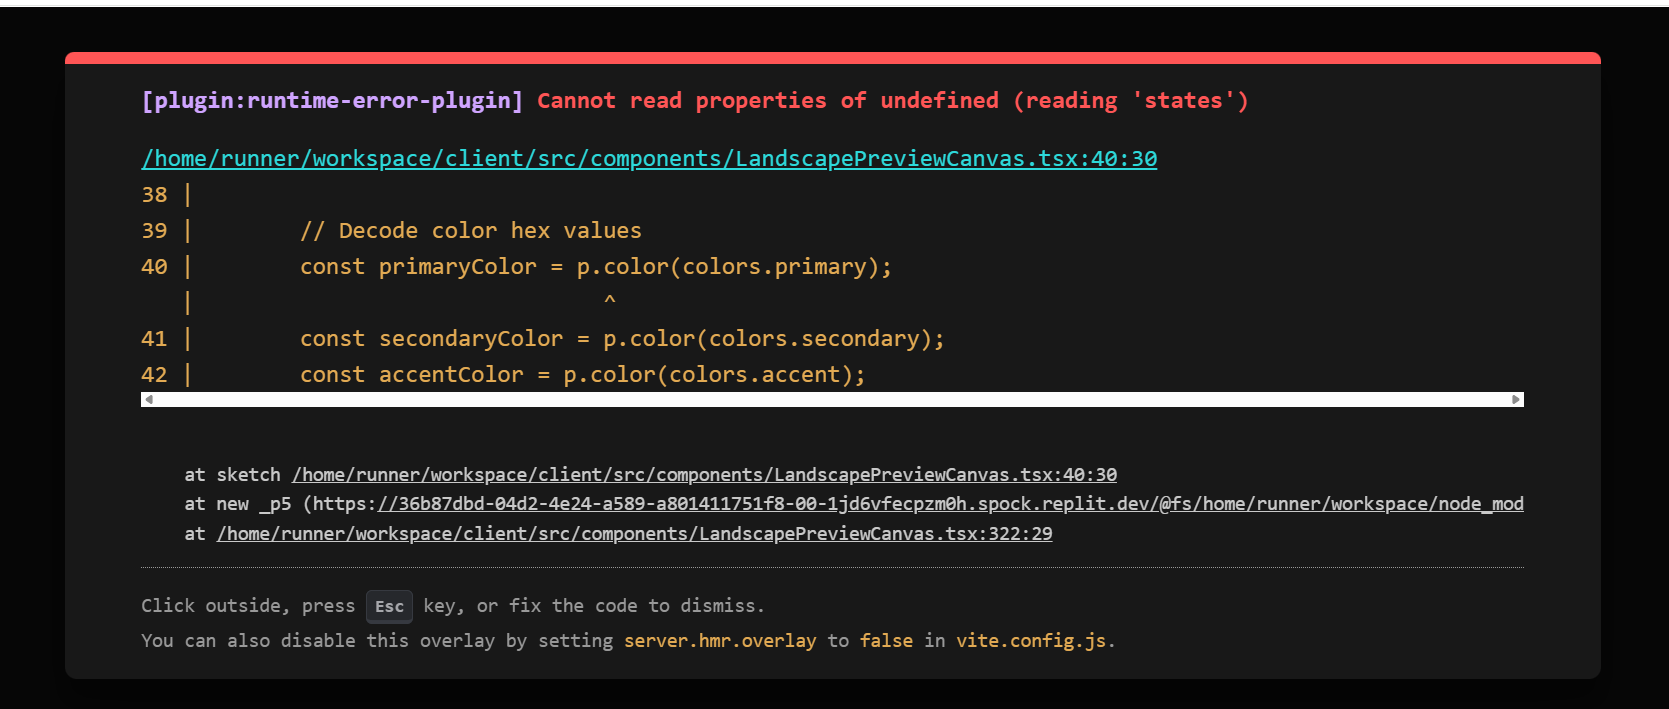 [plugin:runtime-error-plugin] Cannot read properties of undefined (reading 'states')
/home/runner/workspace/client/src/components/LandscapePreviewCanvas.tsx:40:30
38 |
39 |        // Decode color hex values
40 |        const primaryColor = p.color(colors.primary);
   |                               ^
41 |        const secondaryColor = p.color(colors.secondary);
42 |        const accentColor = p.color(colors.accent);
at sketch /home/runner/workspace/client/src/components/LandscapePreviewCanvas.tsx:40:30
at new _p5 (https://36b87dbd-04d2-4e24-a589-a801411751f8-00-1jd6vfecpzm0h.spock.replit.dev/@fs/home/runner/workspace/node_mod
at /home/runner/workspace/client/src/components/LandscapePreviewCanvas.tsx:322:29
Click outside, press Esc key, or fix the code to dismiss.
You can also disable this overlay by setting server.hmr.overlay to false in vite.config.js.